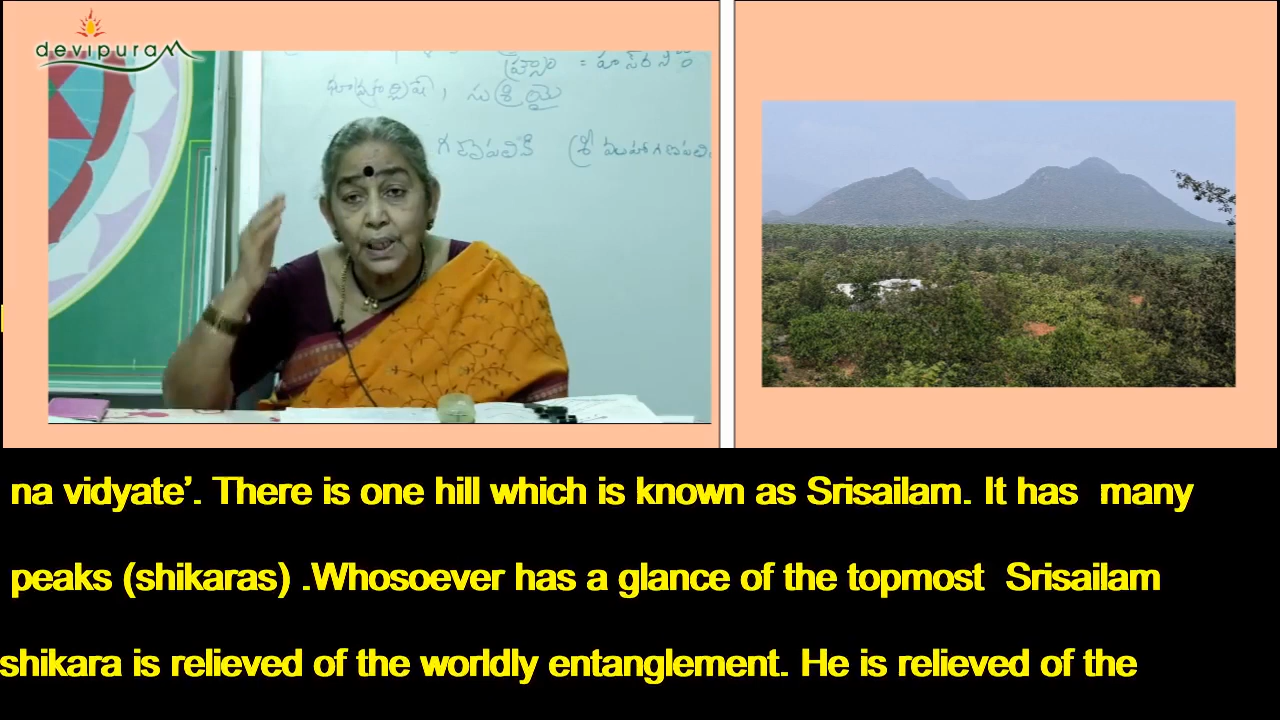 devipuram
సుశ్రియై
na vidyate’. There is one hill which is known as Srisailam. It has many
peaks (shikaras) .Whosoever has a glance of the topmost Srisailam
shikara is relieved of the worldly entanglement. He is relieved of the